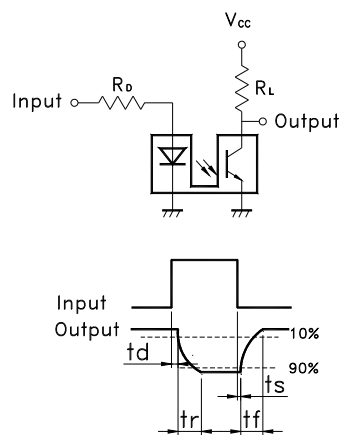 Vcc
RD
RL
Input
Output
Input
Output
10%
td
90%
ts
tr
tf